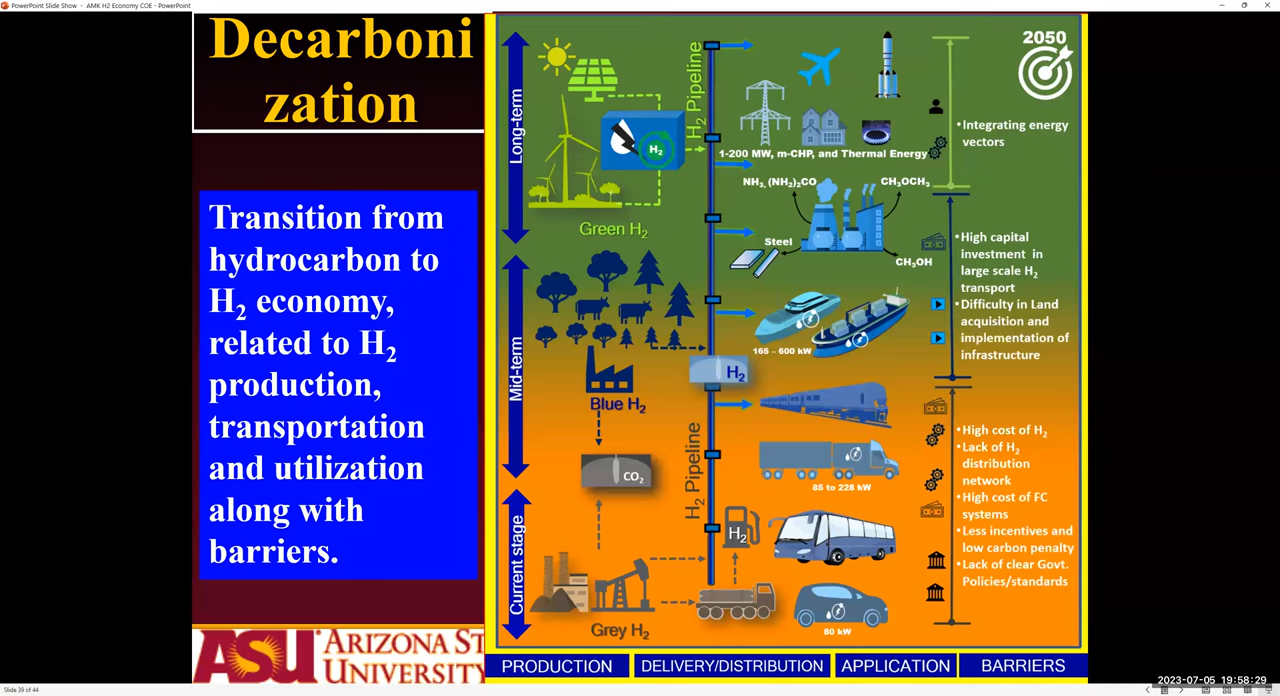 PowerPoint Slide Show - AMK H2 Economy COE - PowerPoint
Decarboni
zation
Transition from
hydrocarbon to
H₂ economy,
related to H₂
production,
transportation
and utilization
along with
barriers.
ASU ARIZONA ST
UNIVERSITY
Long-term
Mid-term
Current stage
H₂
Green H₂
Blue H₂
CO₂
Grey H₂
H₂ Pipeline
H₂
H₂ Pipeline
H₂
1-200 MW, m-CHP, and Thermal Energy
NH₃, (NH₂)₂CO
CH₃OCH₃
Steel
CH₃OH
165 – 600 kW
85 to 228 kW
80 kW
2050
•Integrating energy
vectors
•High capital
investment in
large scale H₂
transport
•Difficulty in Land
acquisition and
implementation of
infrastructure
•High cost of H₂
•Lack of H₂
distribution
network
•High cost of FC
systems
•Less incentives and
low carbon penalty
•Lack of clear Govt.
Policies/standards
PRODUCTION
DELIVERY/DISTRIBUTION
APPLICATION
BARRIERS
2023-07-05 19:58:29
Slide 39 of 44